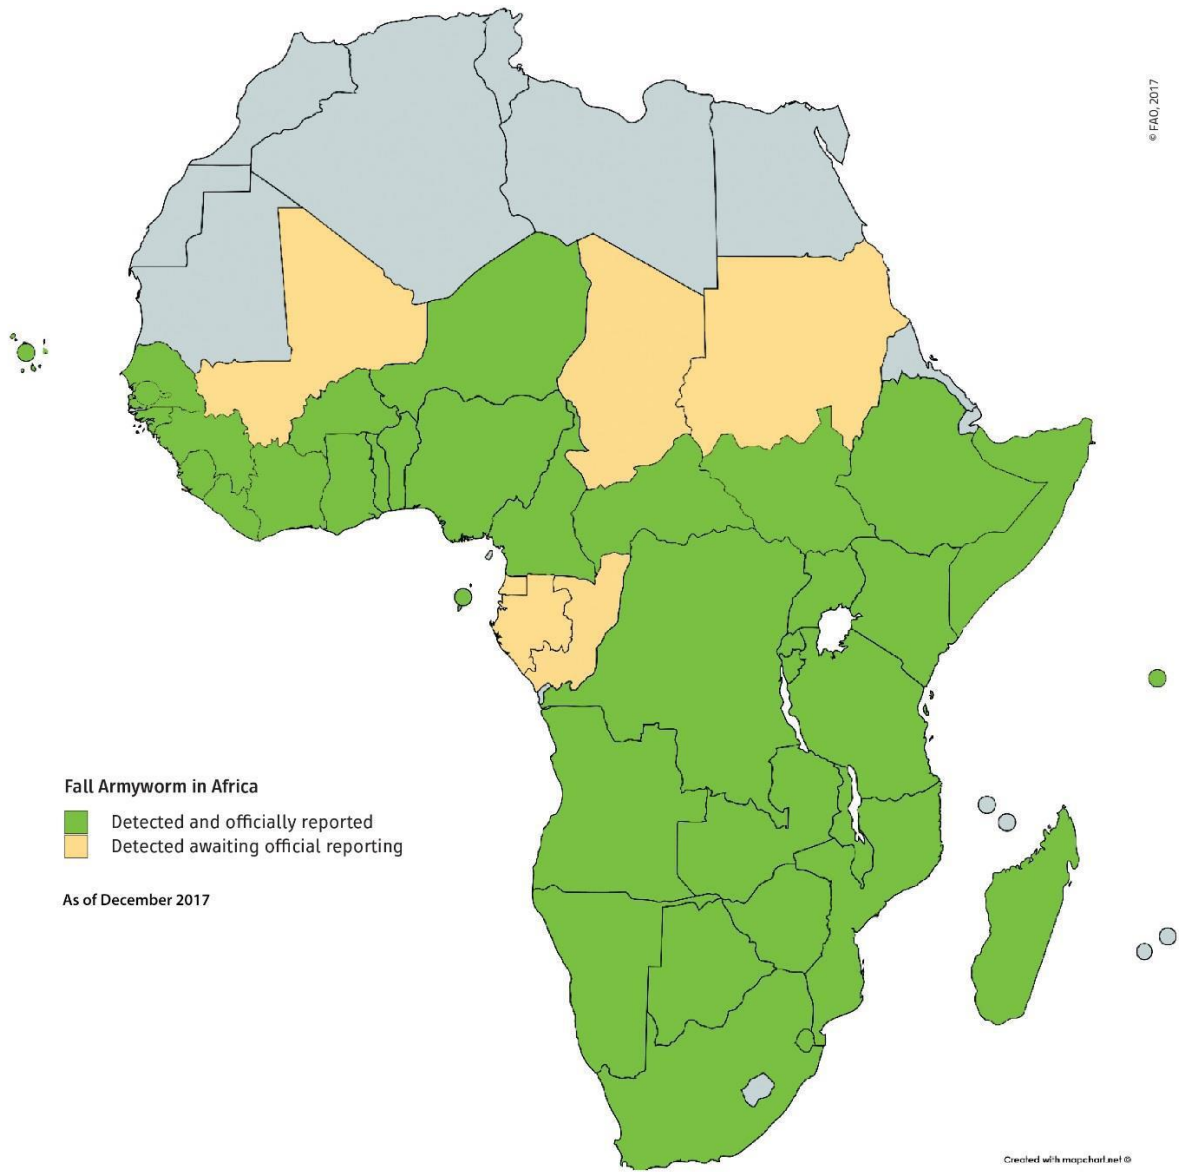 © FAO, 2017
Fall Armyworm in Africa
Detected and officially reported
Detected awaiting official reporting
As of December 2017
Created with mapchart.net ©